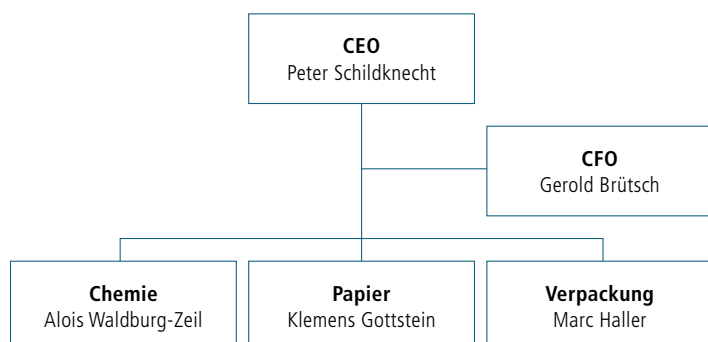 CEO
Peter Schildknecht
CFO
Gerold Brütsch
Chemie
Alois Waldburg-Zeil
Papier
Klemens Gottstein
Verpackung
Marc Haller